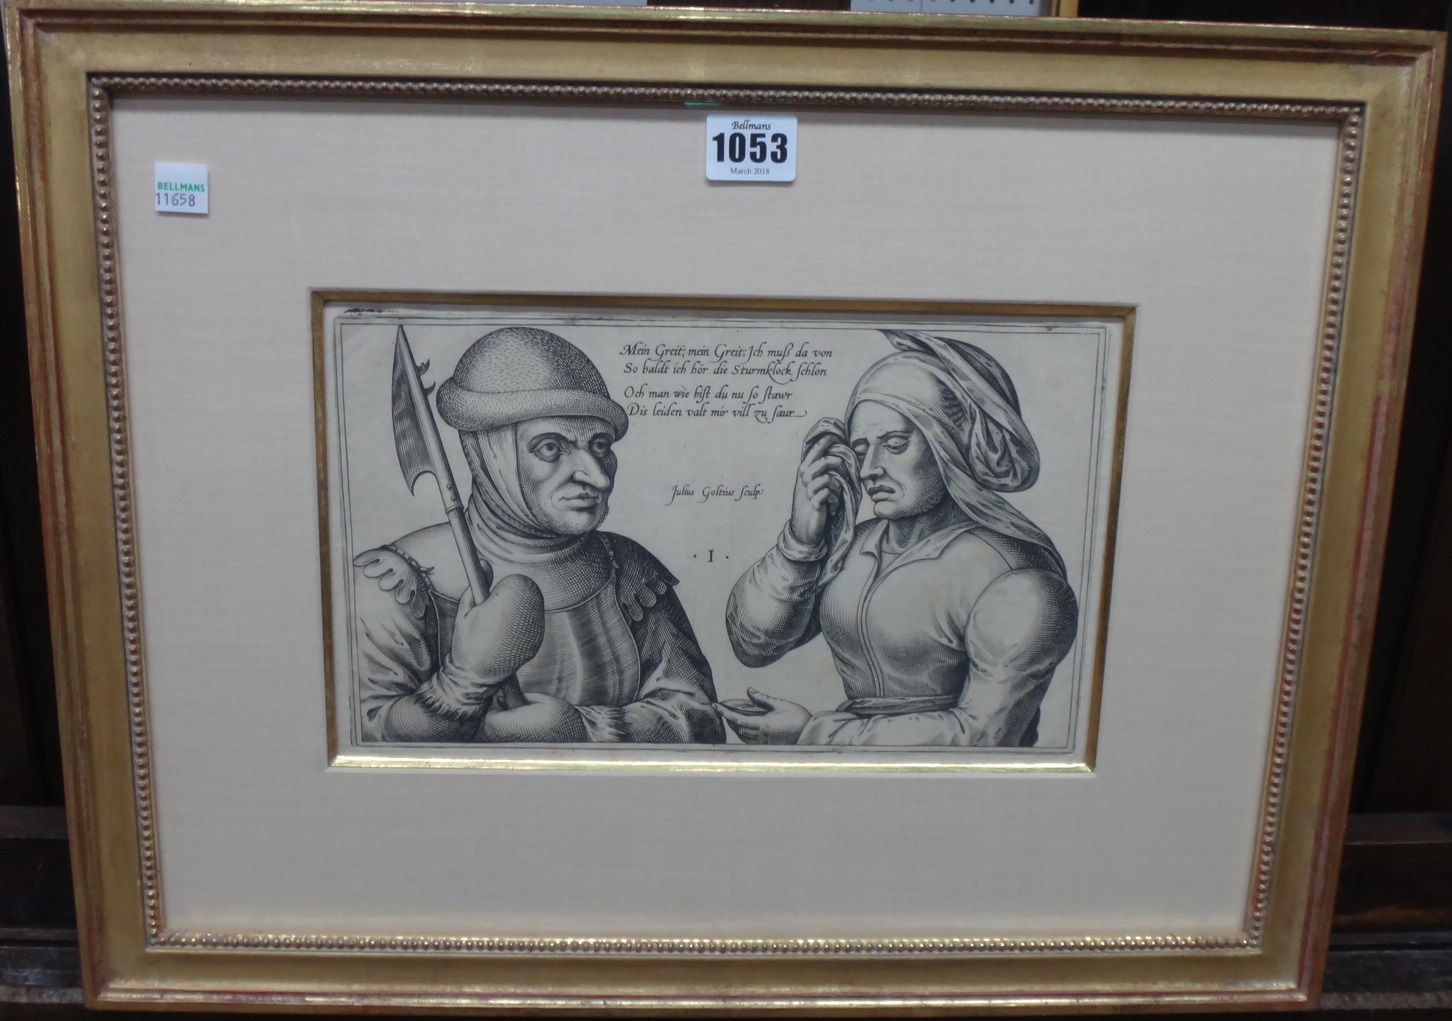 Bellmans
1053
March 2018
BELLMANS
11658
Mein Greit; mein Greit; Ich muß da von
So baldt ich hör die Sturmklock ſchlon
Och man wie biſt du nu ſo ſtawr
Dis leiden valt mir vill zu ſaur
Julius Goltius ſculp:
· I ·